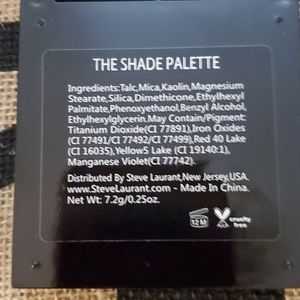 THE SHADE PALETTE
Ingredients:Talc,Mica,Kaolin,Magnesium
Stearate,Silica,Dimethicone,Ethylhexyl
Palmitate,Phenoxyethanol,Benzyl Alcohol,
Ethylhexylglycerin.May Contain/Pigment:
Titanium Dioxide(CI 77891),Iron Oxides
(CI 77491/CI 77492/CI 77499),Red 40 Lake
(CI 16035),Yellow5 Lake (CI 19140:1),
Manganese Violet(CI 77742).
Distributed By Steve Laurant,New Jersey,USA.
www.SteveLaurant.com - Made In China.
Net Wt: 7.2g/0.25oz.
12 M
cruelty
free